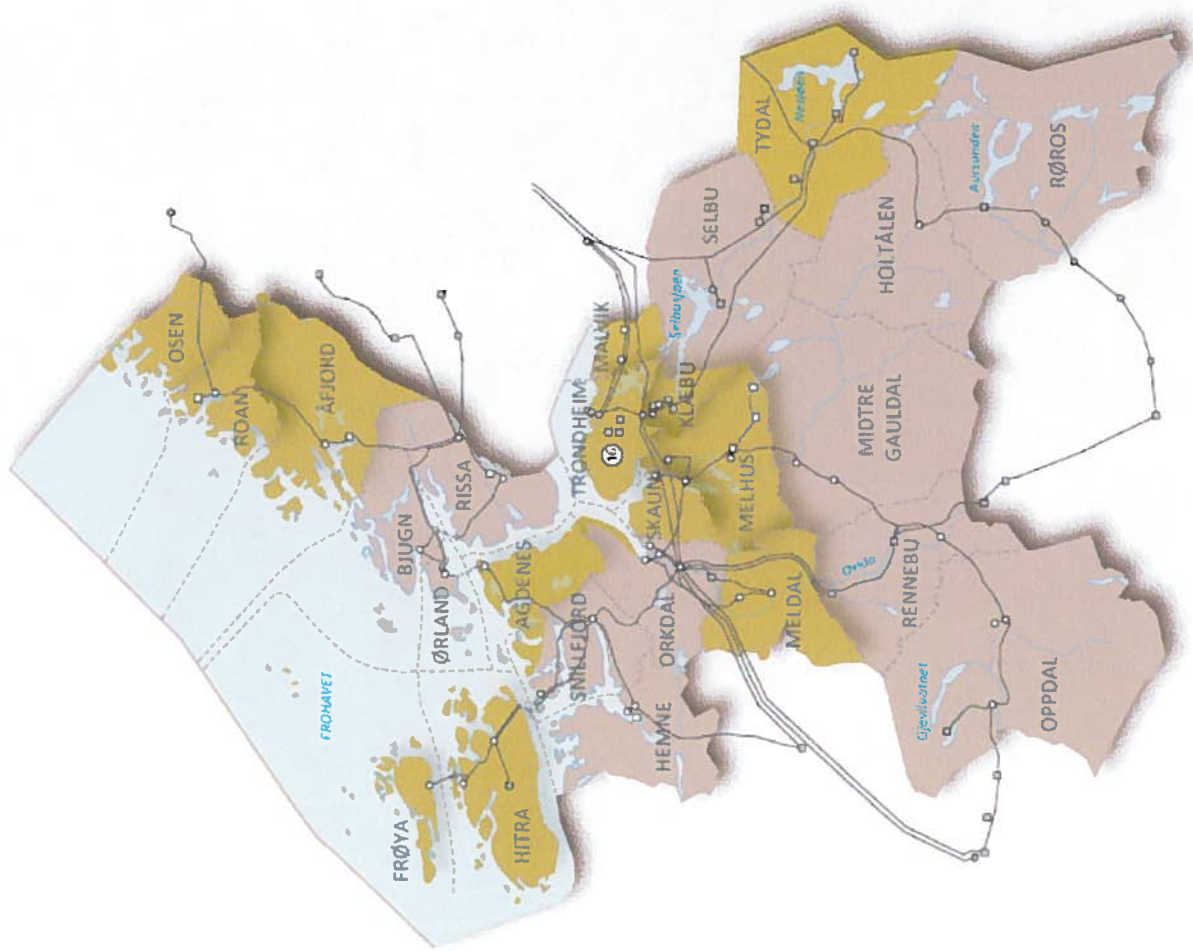 FRØYA
HITRA
FROHAVET
HEMNE
SNILLFJORD
ØRLAND
AGDENES
BJUGN
RISSA
ROAN
OSEN
ÅFJORD
ORKDAL
SKAUN
TRONDHEIM
16
MALVIK
KLÆBU
MELHUS
MELDAL
Orkla
RENNEBU
Gjevilvatnet
OPPDAL
MIDTRE
GAULDAL
Selbusjøen
SELBU
TYDAL
Nesjøen
HOLTÅLEN
Aursunden
RØROS